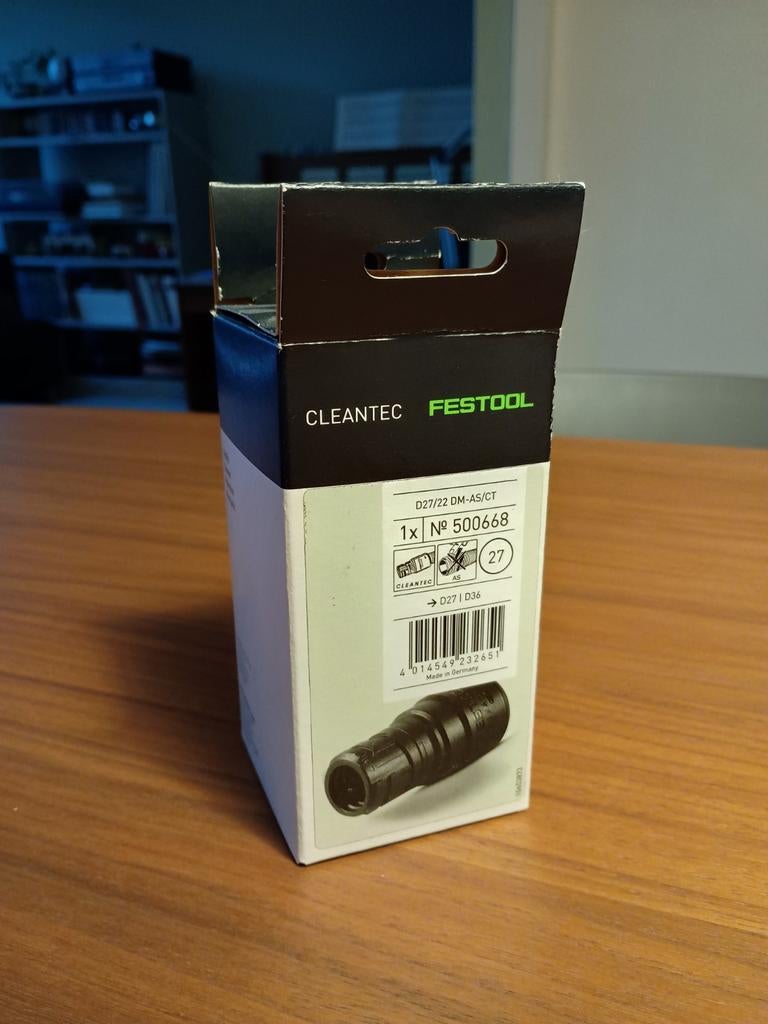 CLEANTEC FESTOOL
D27/22 DM-AS/CT
1x Nº 500668
CLEANTEC AS 27
→ D27 | D36
4 014549 232651
Made in Germany